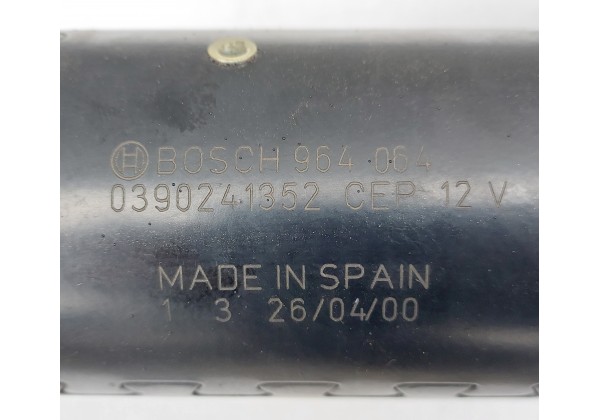 BOSCH 964 064
0390241352 CEP 12 V
MADE IN SPAIN
1 3 26/04/00